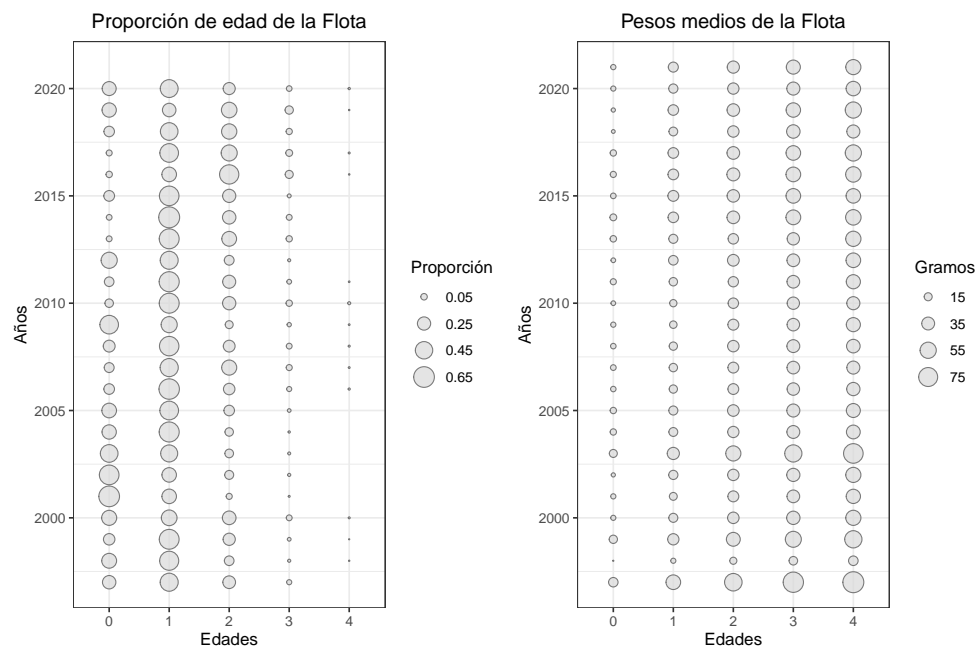 Proporción de edad de la Flota
2020
2015
2010
2005
2000
Años
0 1 2 3 4
Edades
Proporción
0.05
0.25
0.45
0.65
Pesos medios de la Flota
2020
2015
2010
2005
2000
Años
0 1 2 3 4
Edades
Gramos
15
35
55
75